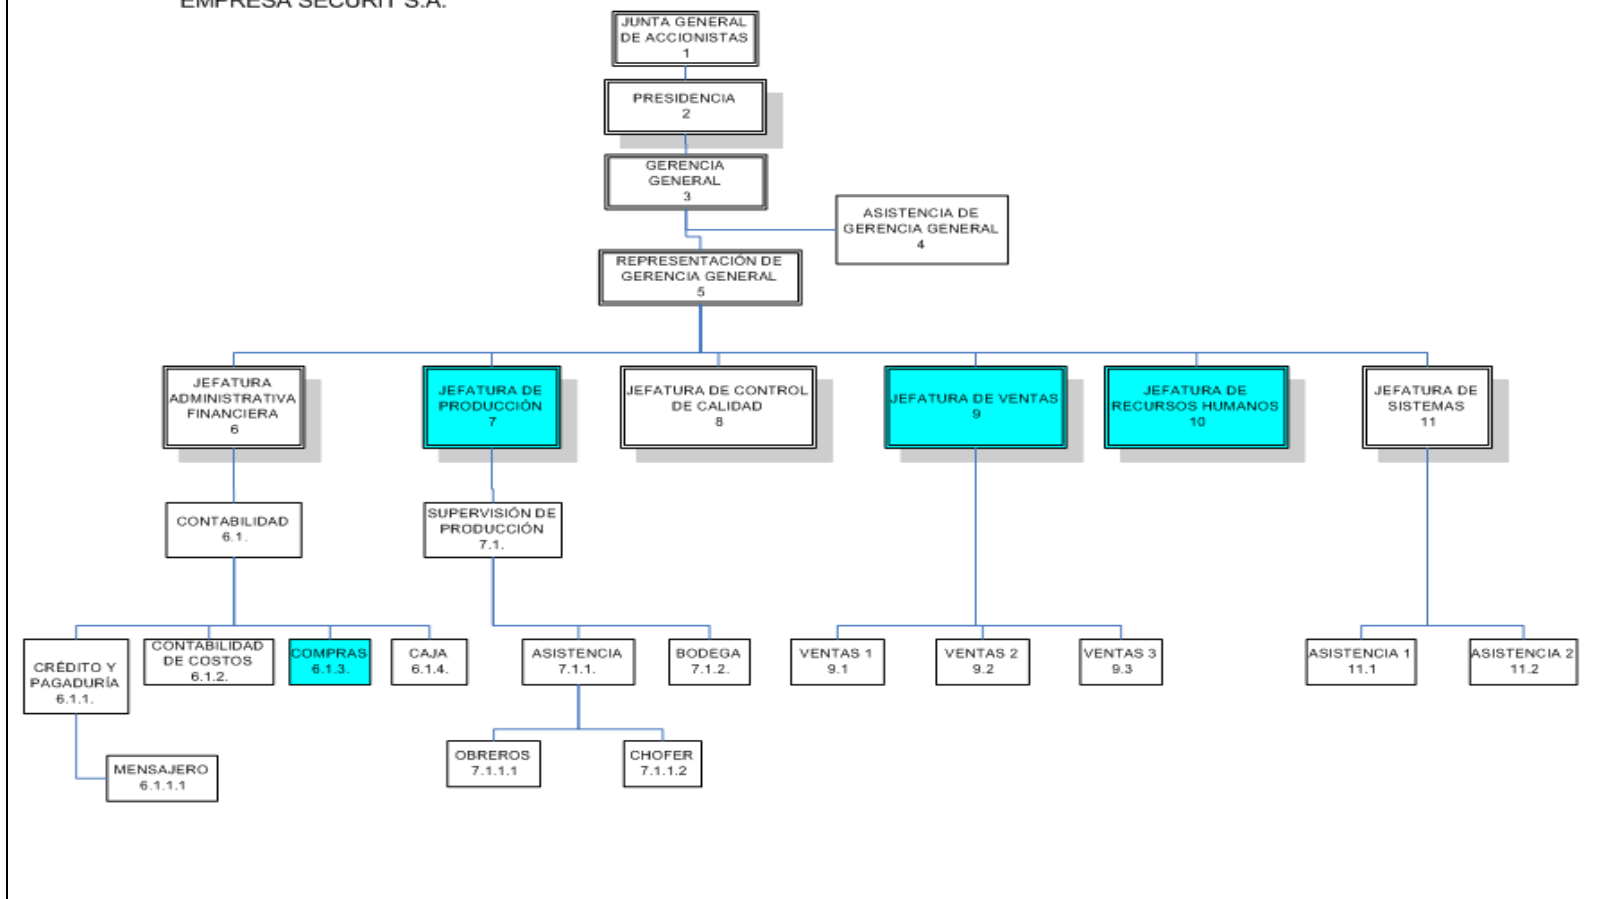 EMPRESA SECURIT S.A.
JUNTA GENERAL
DE ACCIONISTAS
1
PRESIDENCIA
2
GERENCIA
GENERAL
3
ASISTENCIA DE
GERENCIA GENERAL
4
REPRESENTACIÓN DE
GERENCIA GENERAL
5
JEFATURA
ADMINISTRATIVA
FINANCIERA
6
JEFATURA DE
PRODUCCIÓN
7
JEFATURA DE CONTROL
DE CALIDAD
8
JEFATURA DE VENTAS
9
JEFATURA DE
RECURSOS HUMANOS
10
JEFATURA DE
SISTEMAS
11
CONTABILIDAD
6.1.
SUPERVISIÓN DE
PRODUCCIÓN
7.1.
CRÉDITO Y
PAGADURÍA
6.1.1.
CONTABILIDAD
DE COSTOS
6.1.2.
COMPRAS
6.1.3.
CAJA
6.1.4.
ASISTENCIA
7.1.1.
BODEGA
7.1.2.
VENTAS 1
9.1
VENTAS 2
9.2
VENTAS 3
9.3
ASISTENCIA 1
11.1
ASISTENCIA 2
11.2
MENSAJERO
6.1.1.1
OBREROS
7.1.1.1
CHOFER
7.1.1.2